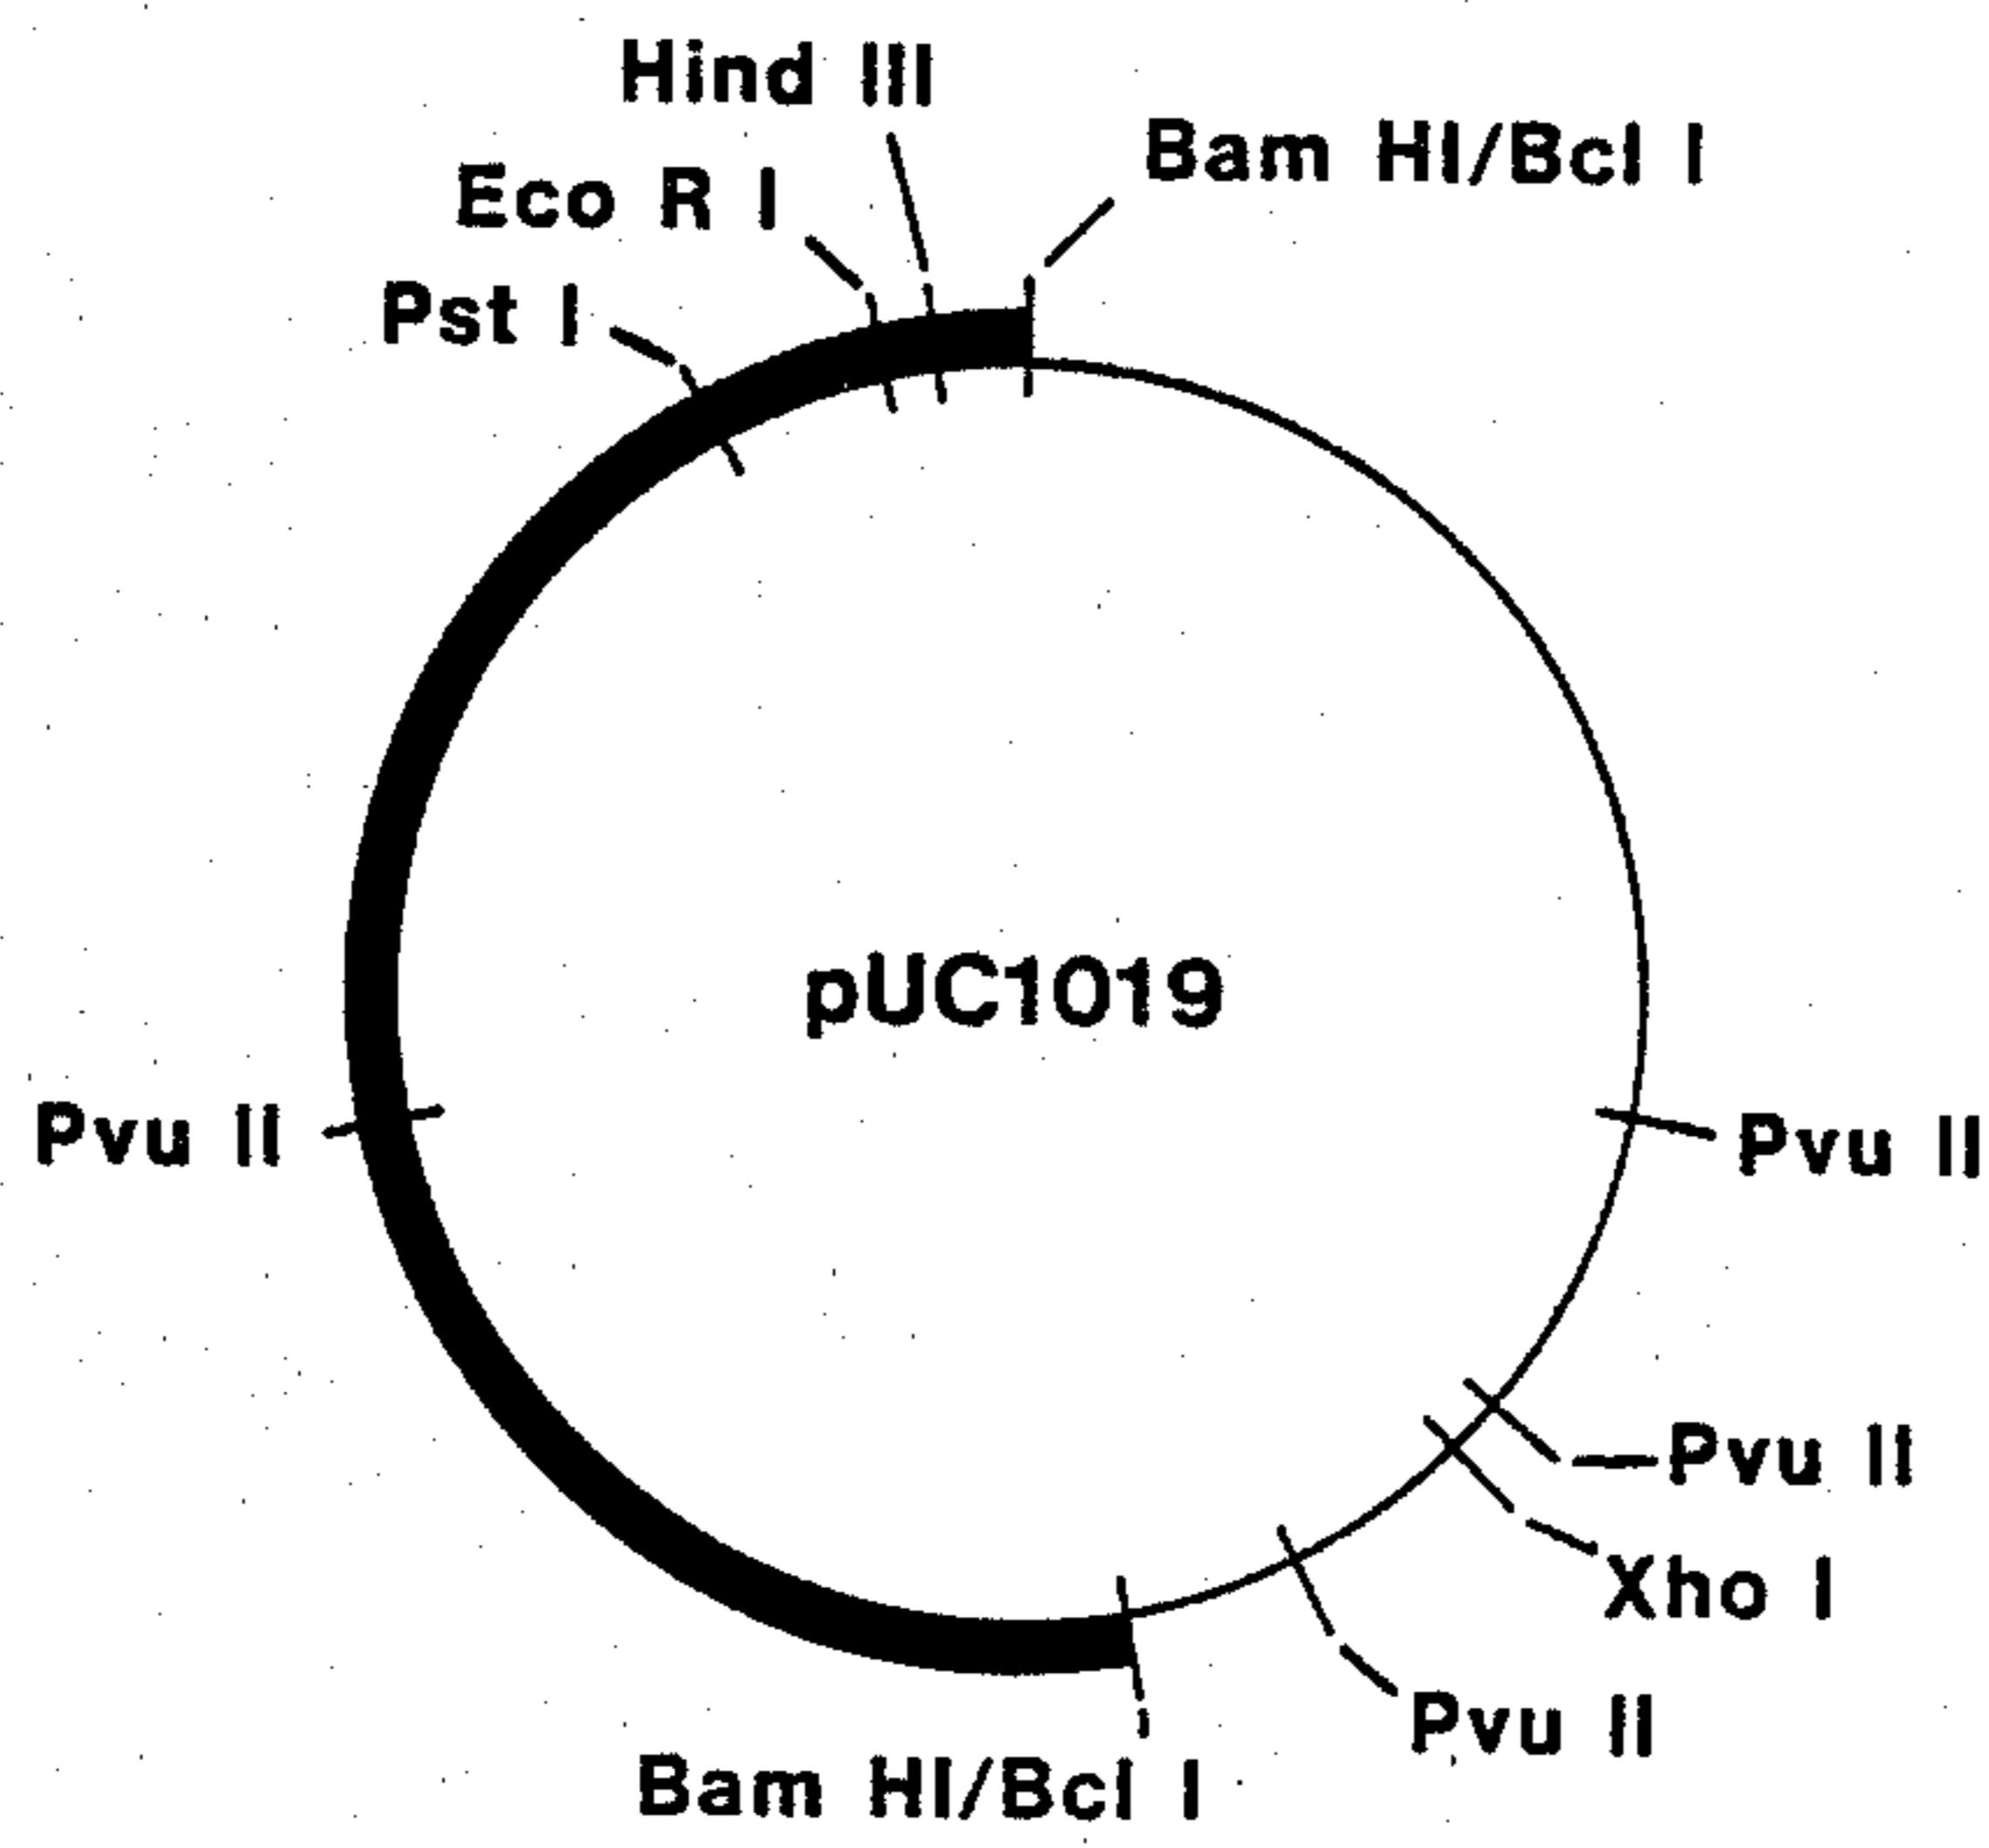 Hind III
Bam HI/Bcl I
Eco R I
Pst I
pUC1019
Pvu II
Pvu II
Pvu II
Xho I
Pvu II
Bam HI/Bcl I